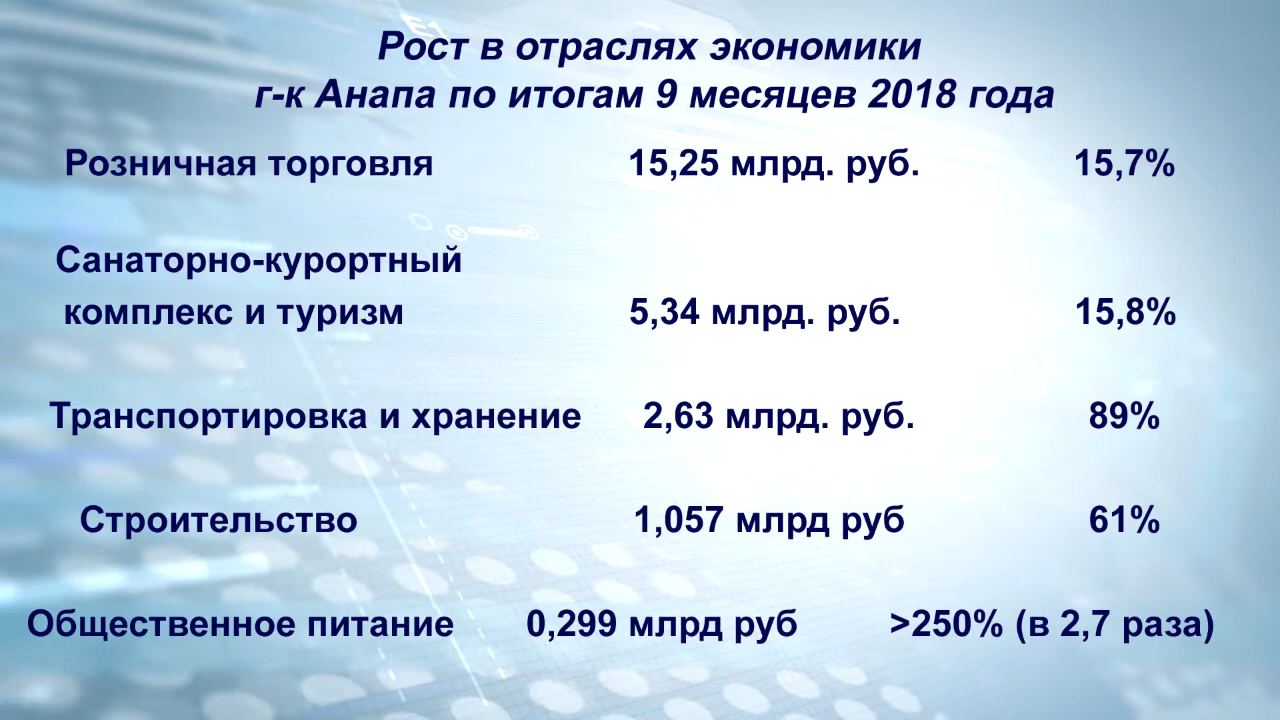 Рост в отраслях экономики
г-к Анапа по итогам 9 месяцев 2018 года
Розничная торговля 15,25 млрд. руб. 15,7%
Санаторно-курортный
комплекс и туризм 5,34 млрд. руб. 15,8%
Транспортировка и хранение 2,63 млрд. руб. 89%
Строительство 1,057 млрд руб 61%
Общественное питание 0,299 млрд руб >250% (в 2,7 раза)